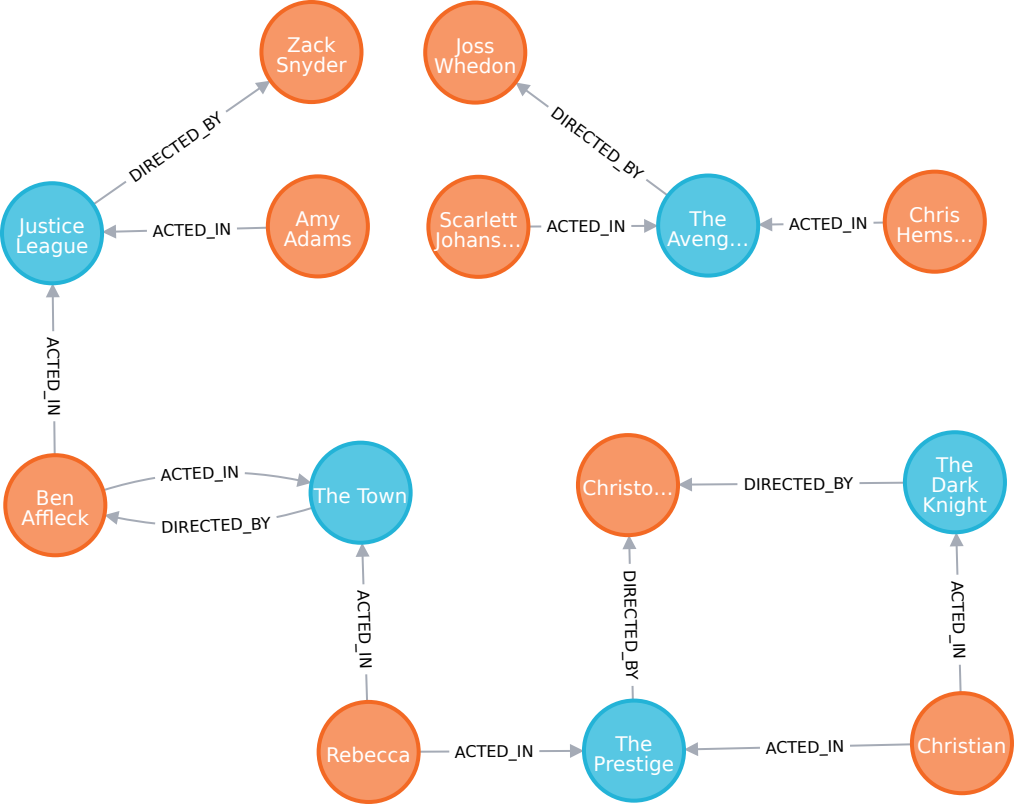 Zack
Snyder
Joss
Whedon
DIRECTED_BY
DIRECTED_BY
Justice
League
ACTED_IN
Amy
Adams
Scarlett
Johans…
ACTED_IN
The
Aveng…
ACTED_IN
Chris
Hems…
ACTED_IN
Ben
Affleck
ACTED_IN
DIRECTED_BY
The Town
Christo…
DIRECTED_BY
The
Dark
Knight
ACTED_IN
DIRECTED_BY
ACTED_IN
Rebecca
ACTED_IN
The
Prestige
ACTED_IN
Christian